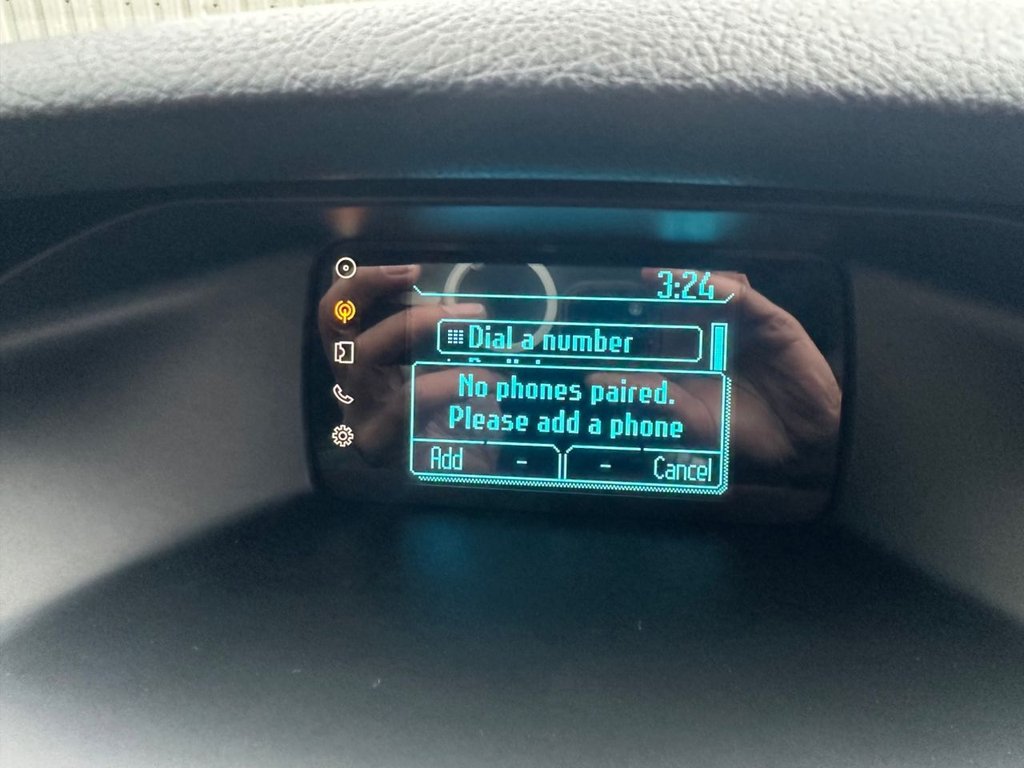 3:24
Dial a number
No phones paired.
Please add a phone
Add - - Cancel